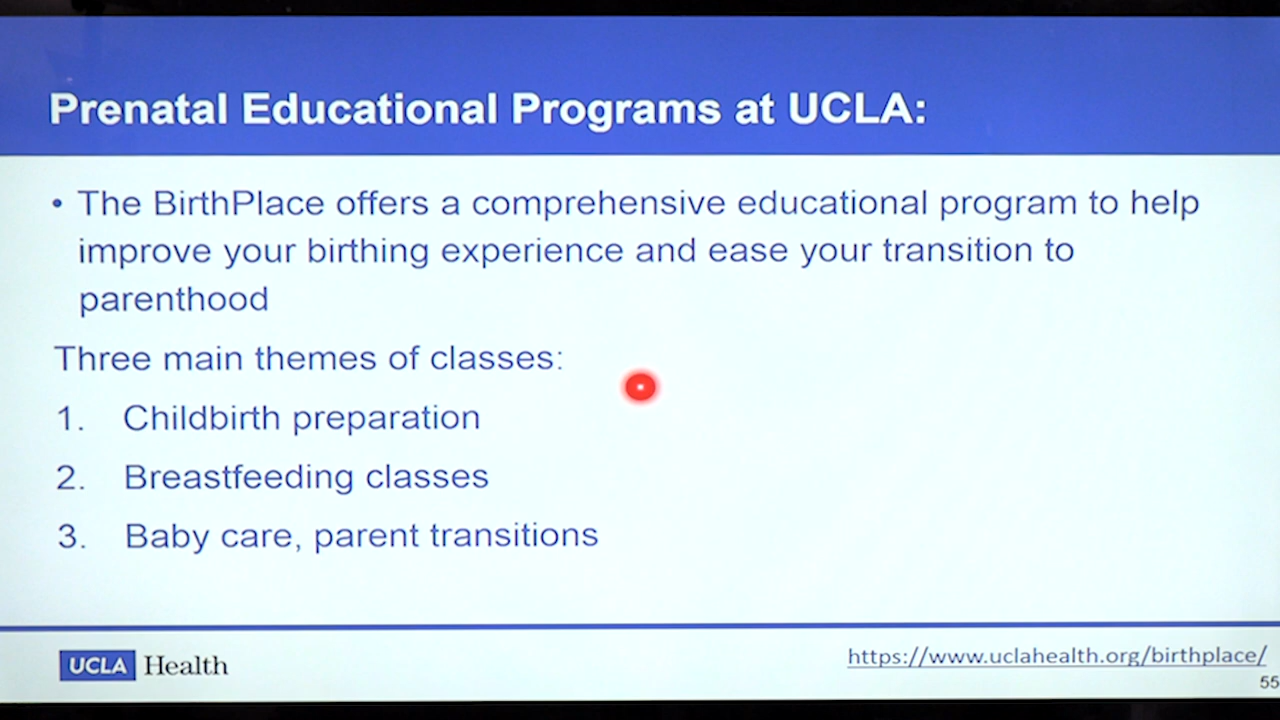 Prenatal Educational Programs at UCLA:
• The BirthPlace offers a comprehensive educational program to help
improve your birthing experience and ease your transition to
parenthood
Three main themes of classes:
1. Childbirth preparation
2. Breastfeeding classes
3. Baby care, parent transitions
UCLA Health
https://www.uclahealth.org/birthplace/
55